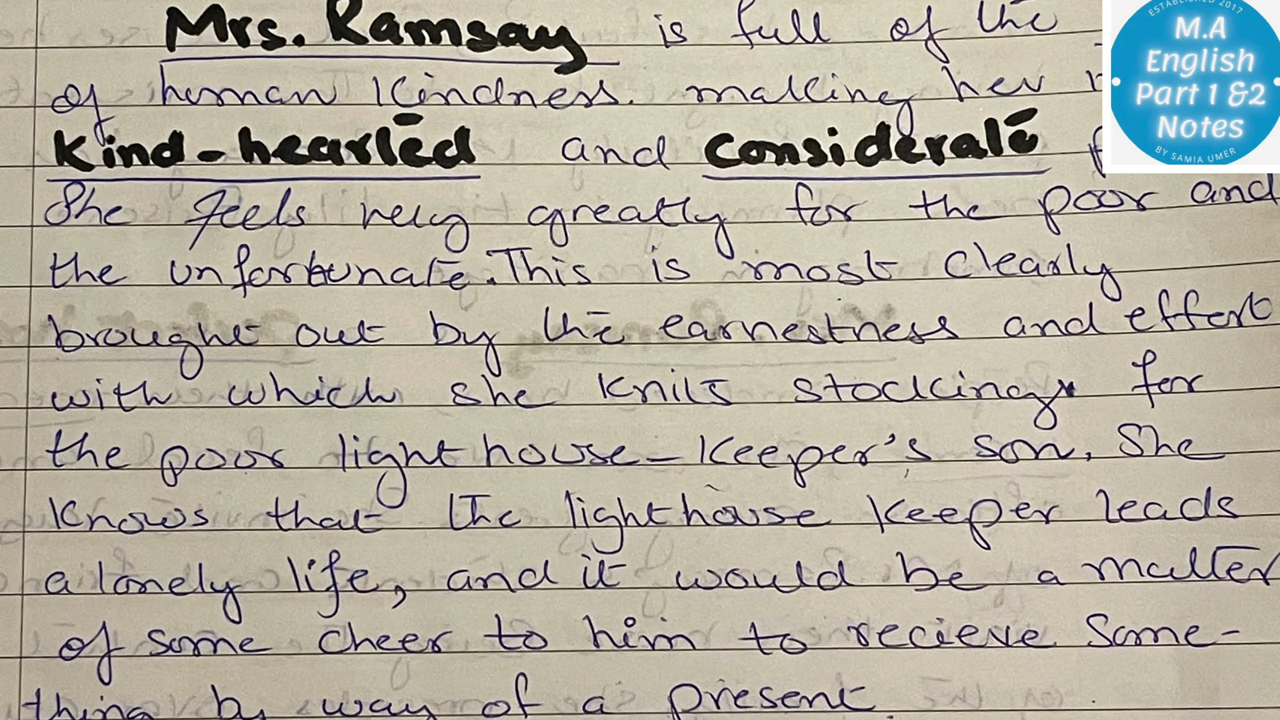 Mrs. Ramsay is full of the
of human Kindness. making her
Kind-hearted and Considerate
She feels very greatly for the poor and
the unfortunate. This is most clearly
brought out by the earnestness and effort
with which she knits stocking for
the poor light house-keeper's son. She
knows that the lighthouse keeper leads
a lonely life, and it would be a matter
of some cheer to him to recieve some-
thing by way of a present.
ESTABLISHED 2017
M.A
English
Part 1 &2
Notes
BY SAMIA UMER